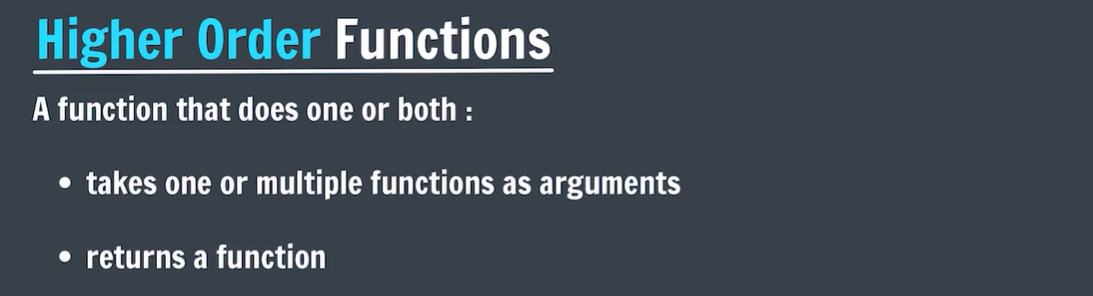 Higher Order Functions
A function that does one or both :
• takes one or multiple functions as arguments
• returns a function